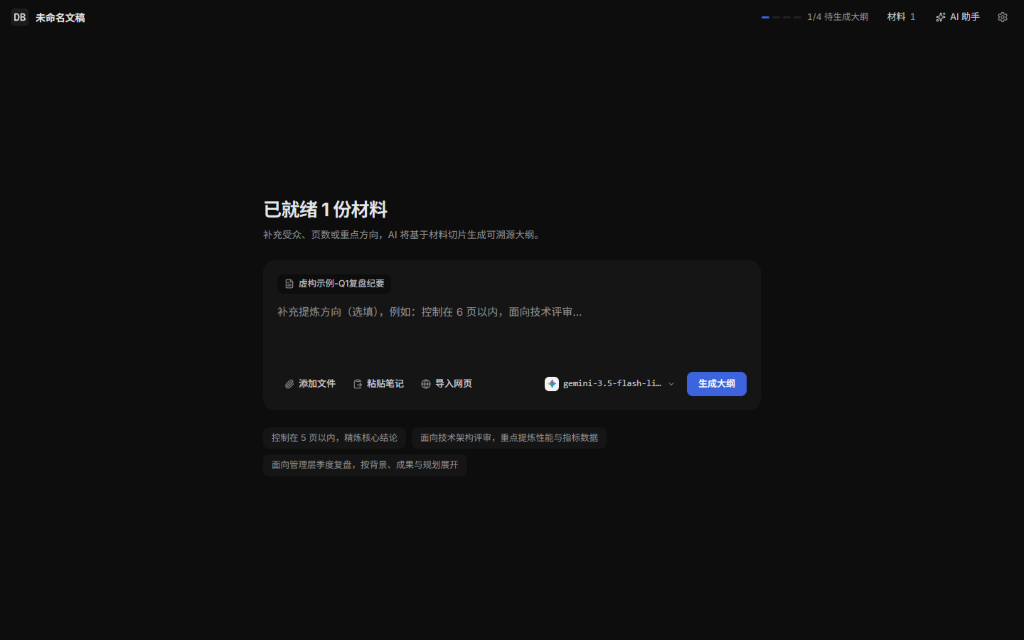 DB 未命名文稿
1/4 待生成大纲 材料 1 AI 助手
已就绪 1 份材料
补充受众、页数或重点方向，AI 将基于材料切片生成可溯源大纲。
虚构示例-Q1复盘纪要
补充提炼方向（选填），例如：控制在 6 页以内，面向技术评审...
添加文件 粘贴笔记 导入网页 gemini-3.5-flash-li… 生成大纲
控制在 5 页以内，精炼核心结论 面向技术架构评审，重点提炼性能与指标数据
面向管理层季度复盘，按背景、成果与规划展开